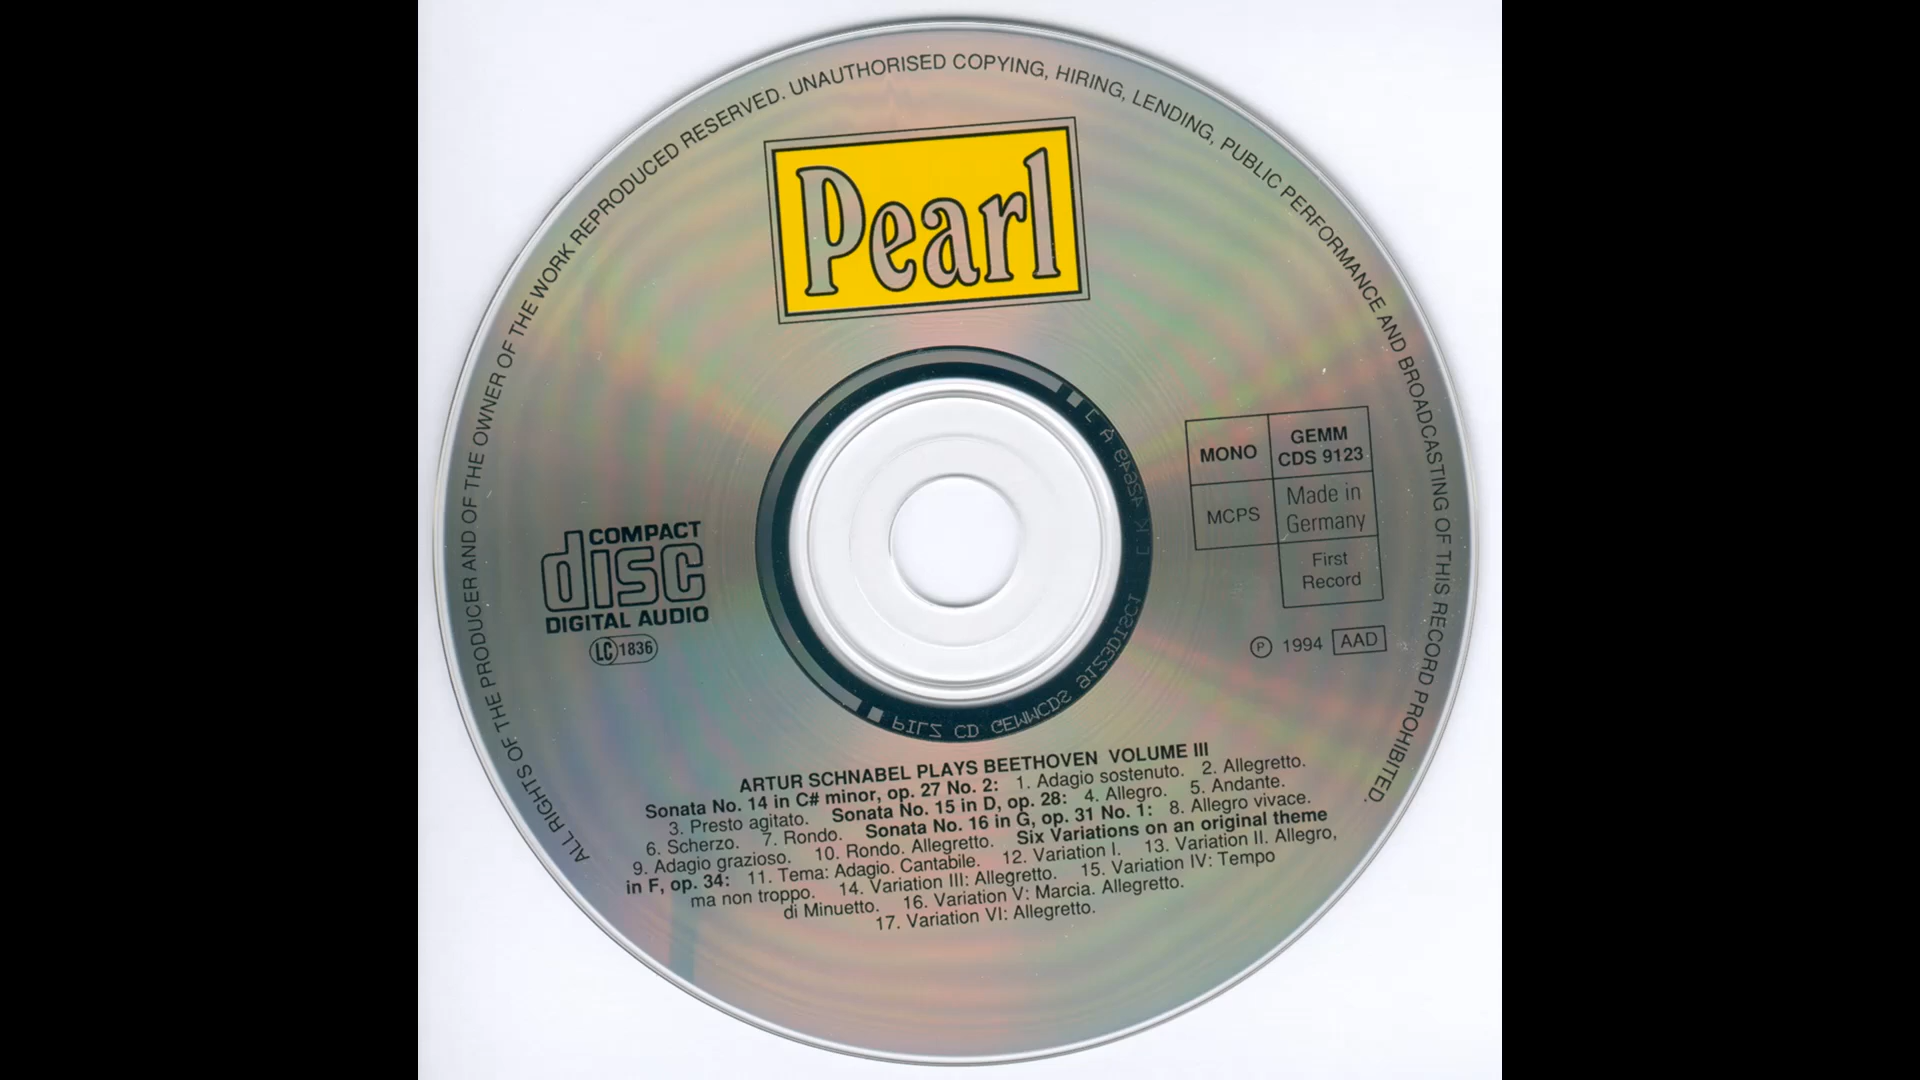 ALL RIGHTS OF THE PRODUCER AND OF THE OWNER OF THE WORK REPRODUCED RESERVED. UNAUTHORISED COPYING, HIRING, LENDING, PUBLIC PERFORMANCE AND BROADCASTING OF THIS RECORD PROHIBITED.
Pearl
MONO
GEMM
CDS 9123
MCPS
Made in
Germany
First
Record
COMPACT
disc
DIGITAL AUDIO
LC 1836
P 1994 AAD
PILZ CD GEMMCDS
ARTUR SCHNABEL PLAYS BEETHOVEN VOLUME III
Sonata No. 14 in C# minor, op. 27 No. 2: 1. Adagio sostenuto. 2. Allegretto.
3. Presto agitato. Sonata No. 15 in D, op. 28: 4. Allegro. 5. Andante.
6. Scherzo. 7. Rondo. Sonata No. 16 in G, op. 31 No. 1: 8. Allegro vivace.
9. Adagio grazioso. 10. Rondo. Allegretto. Six Variations on an original theme
in F, op. 34: 11. Tema: Adagio. Cantabile. 12. Variation I. 13. Variation II. Allegro,
ma non troppo. 14. Variation III: Allegretto. 15. Variation IV: Tempo
di Minuetto. 16. Variation V: Marcia. Allegretto.
17. Variation VI: Allegretto.